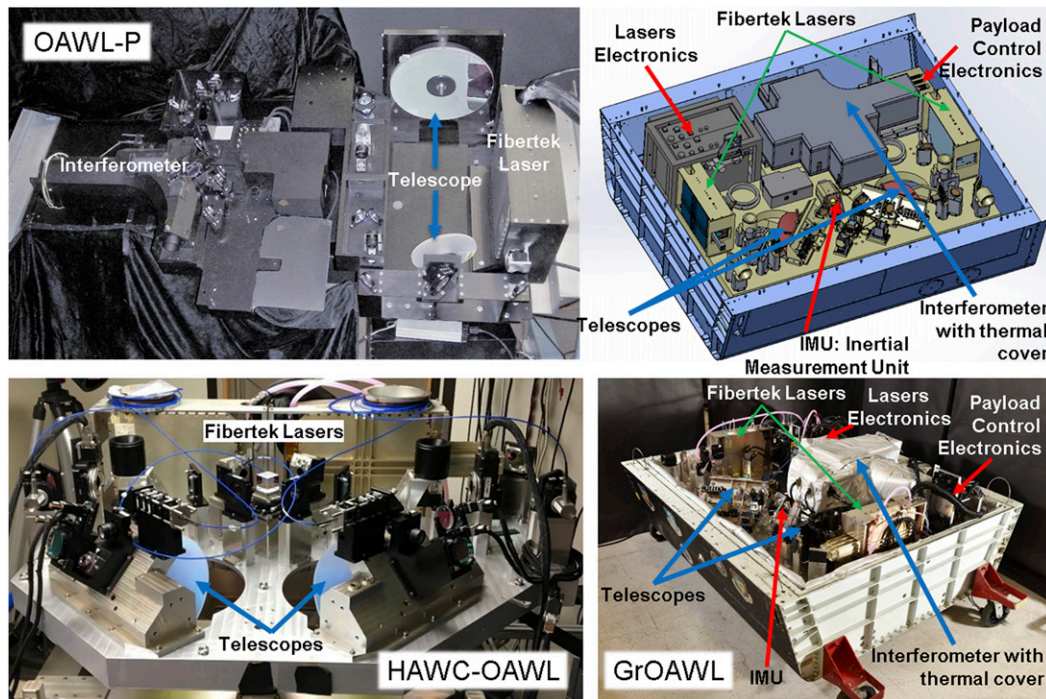 OAWL-P
Interferometer
Telescope
Fibertek
Laser
Lasers
Electronics
Fibertek Lasers
Payload
Control
Electronics
Telescopes
IMU: Inertial
Measurement Unit
Interferometer
with thermal
cover
Fibertek Lasers
Telescopes
HAWC-OAWL
Fibertek Lasers
Lasers
Electronics
Payload
Control
Electronics
Telescopes
IMU
Interferometer with
thermal cover
GrOAWL